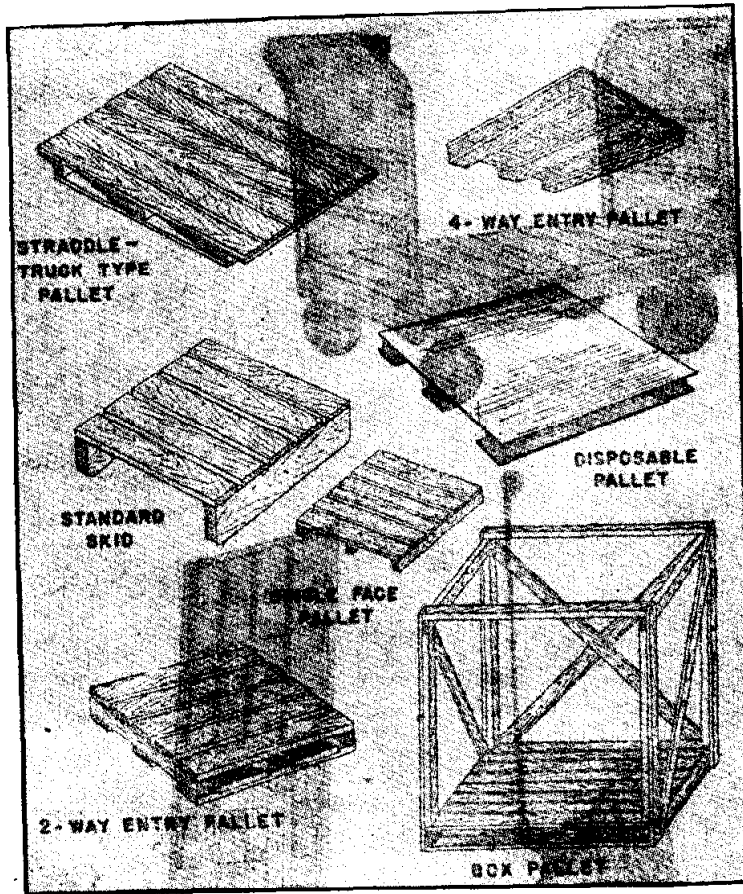 STRADDLE-
TRUCK TYPE
PALLET
4-WAY ENTRY PALLET
DISPOSABLE
PALLET
STANDARD
SKID
SINGLE FACE
PALLET
2-WAY ENTRY PALLET
BOX PALLET